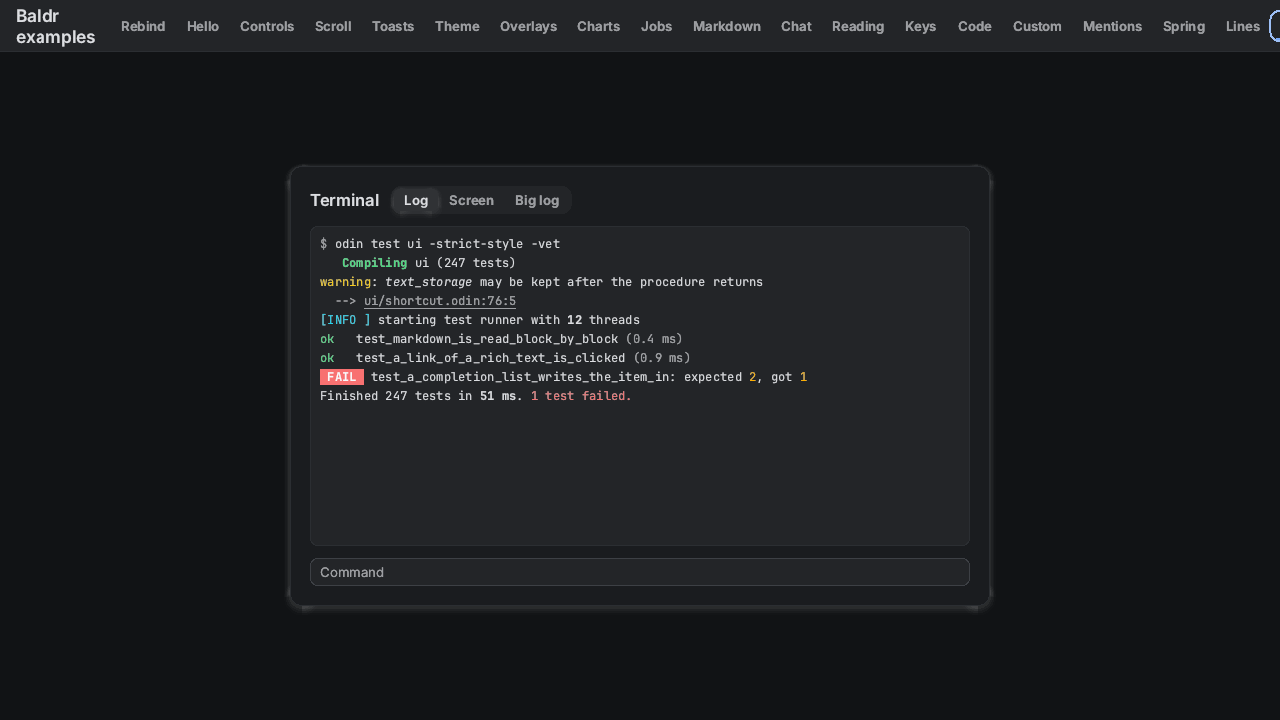 Baldr examples
Rebind Hello Controls Scroll Toasts Theme Overlays Charts Jobs Markdown Chat Reading Keys Code Custom Mentions Spring Lines
Terminal Log Screen Big log
$ odin test ui -strict-style -vet
Compiling ui (247 tests)
warning: text_storage may be kept after the procedure returns
--> ui/shortcut.odin:76:5
[INFO ] starting test runner with 12 threads
ok test_markdown_is_read_block_by_block (0.4 ms)
ok test_a_link_of_a_rich_text_is_clicked (0.9 ms)
FAIL test_a_completion_list_writes_the_item_in: expected 2, got 1
Finished 247 tests in 51 ms. 1 test failed.
Command